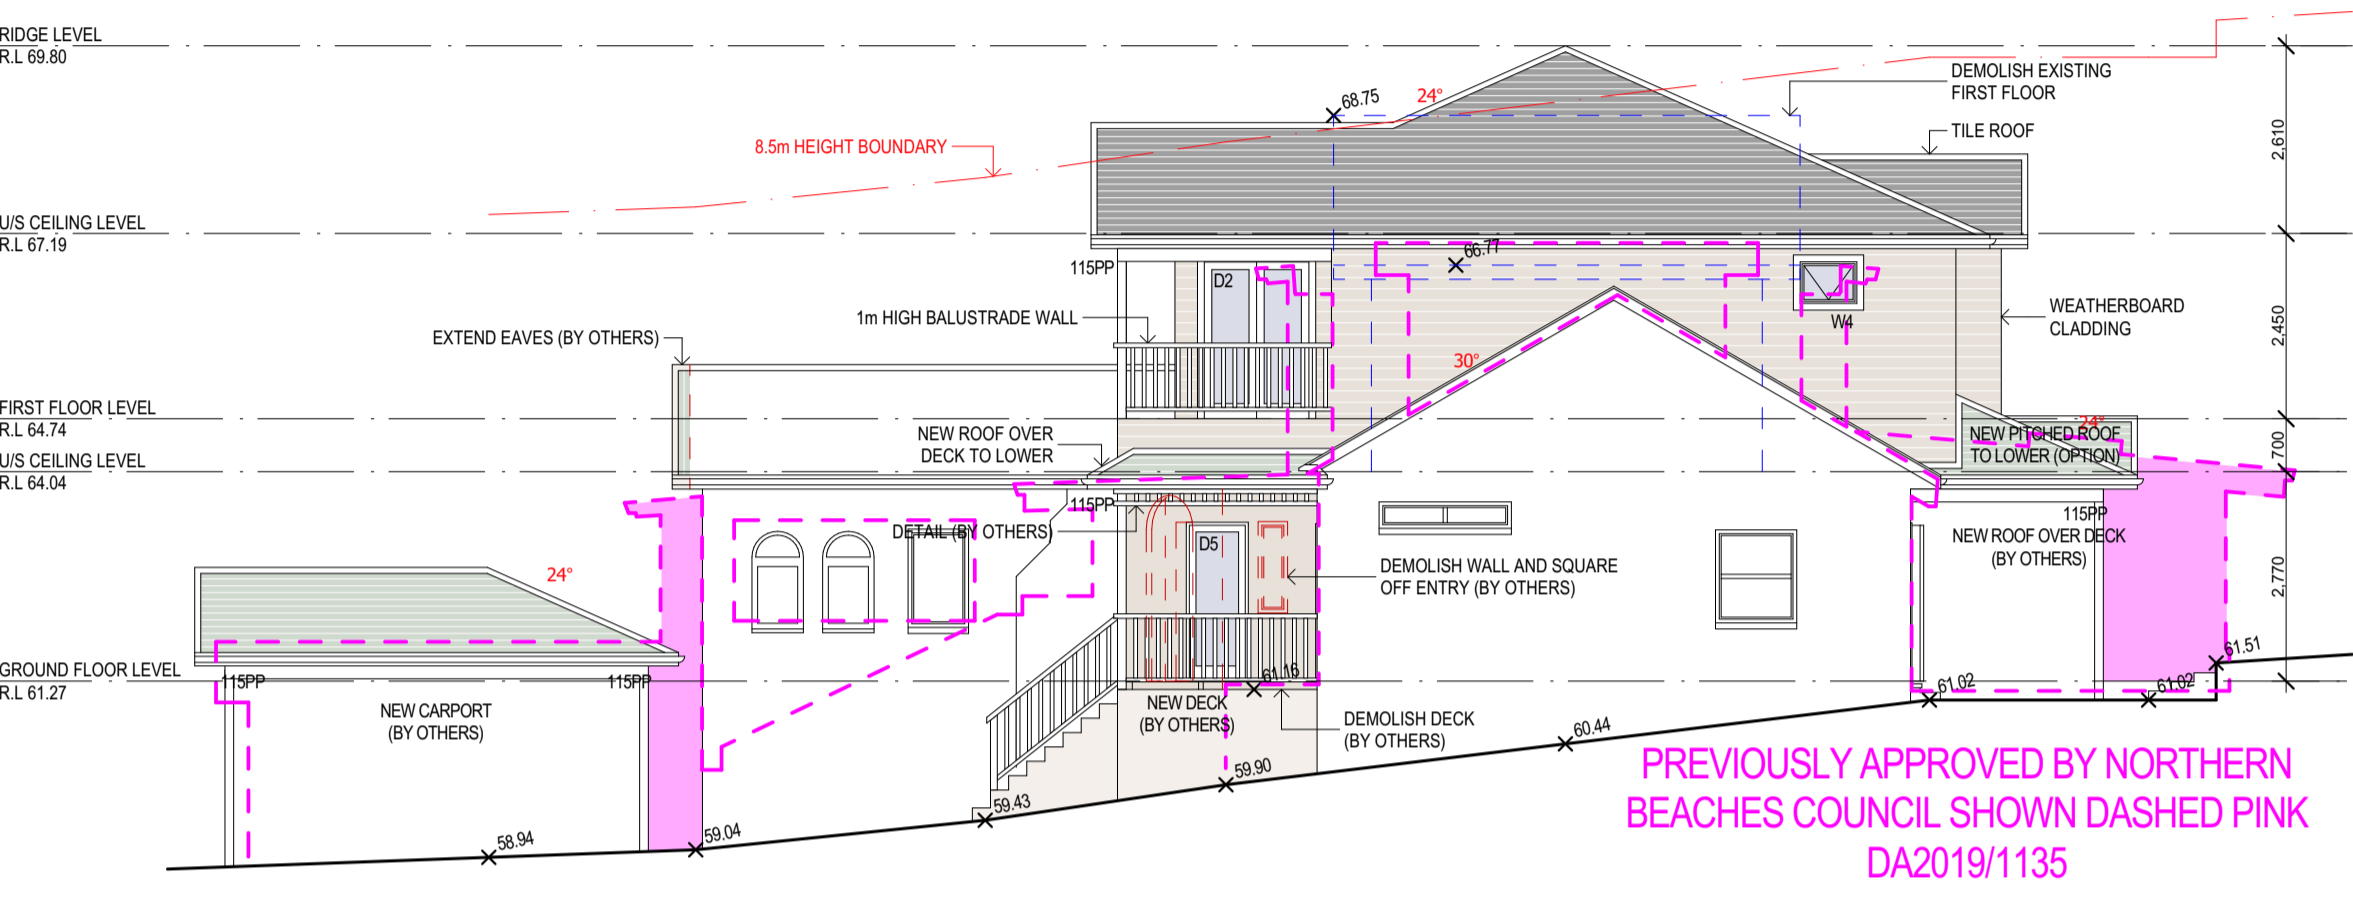 RIDGE LEVEL
R.L 69.80
U/S CEILING LEVEL
R.L 67.19
FIRST FLOOR LEVEL
R.L 64.74
U/S CEILING LEVEL
R.L 64.04
GROUND FLOOR LEVEL
R.L 61.27
8.5m HEIGHT BOUNDARY
68.75
24°
DEMOLISH EXISTING
FIRST FLOOR
TILE ROOF
2,610
66.77
115PP
D2
1m HIGH BALUSTRADE WALL
EXTEND EAVES (BY OTHERS)
W4
WEATHERBOARD
CLADDING
2,450
30°
NEW ROOF OVER
DECK TO LOWER
24°
NEW PITCHED ROOF
TO LOWER (OPTION)
700
115PP
DETAIL (BY OTHERS)
D5
DEMOLISH WALL AND SQUARE
OFF ENTRY (BY OTHERS)
115PP
NEW ROOF OVER DECK
(BY OTHERS)
2,770
24°
115PP
115PP
NEW CARPORT
(BY OTHERS)
61.16
NEW DECK
(BY OTHERS)
DEMOLISH DECK
(BY OTHERS)
61.02
61.02
61.51
58.94
59.04
59.43
59.90
60.44
PREVIOUSLY APPROVED BY NORTHERN
BEACHES COUNCIL SHOWN DASHED PINK
DA2019/1135